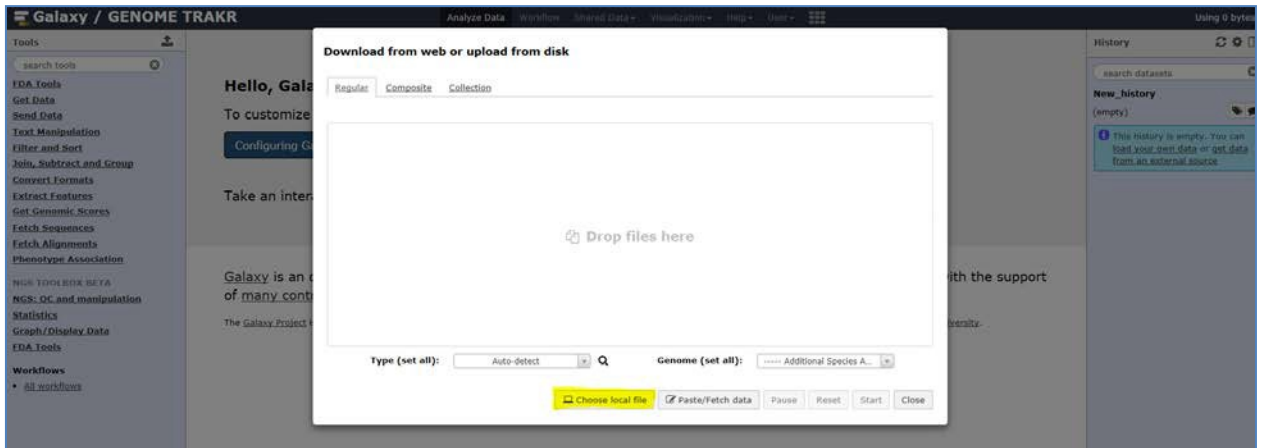 Galaxy / GENOME TRAKR
Analyze Data Workflow Shared Data Visualization Help User
Using 0 bytes
Tools
search tools
FDA Tools
Get Data
Send Data
Text Manipulation
Filter and Sort
Join, Subtract and Group
Convert Formats
Extract Features
Get Genomic Scores
Fetch Sequences
Fetch Alignments
Phenotype Association
NGS TOOLBOX BETA
NGS: QC and manipulation
Statistics
Graph/Display Data
FDA Tools
Workflows
All workflows
Hello, Gala
To customize
Configuring G
Take an inter
Galaxy is an
of many cont
The Galaxy Project
ith the support
Download from web or upload from disk
Regular Composite Collection
Drop files here
Type (set all): Auto-detect Genome (set all): ----- Additional Species A...
Choose local file Paste/Fetch data Pause Reset Start Close
History
search datasets
New_history
(empty)
This history is empty. You can
load your own data or get data
from an external source